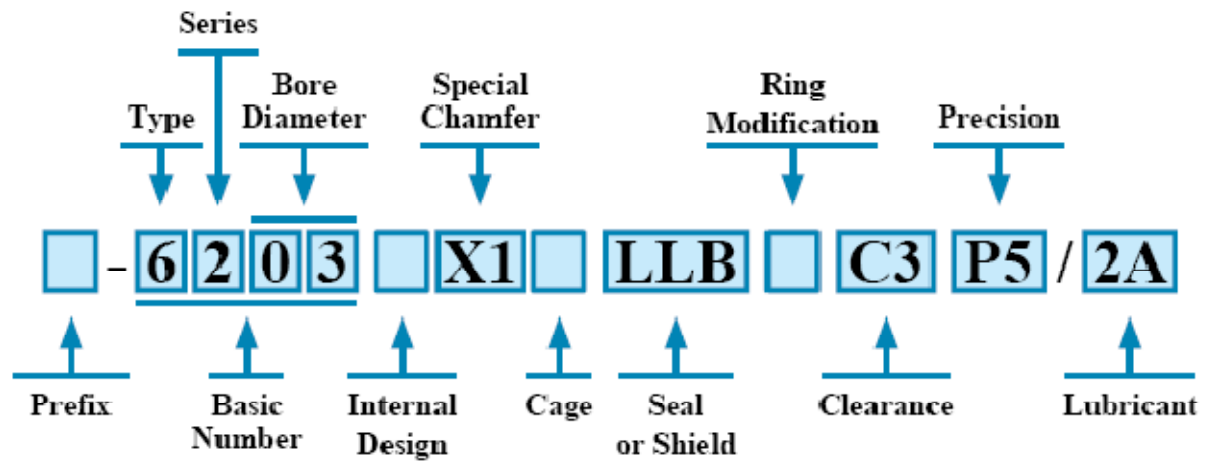 Series
Bore
Special
Ring
Type
Diameter
Chamfer
Modification
Precision
- 6 2 0 3 X1 LLB C3 P5 / 2A
Prefix
Basic
Internal
Cage
Seal
Clearance
Lubricant
Number
Design
or Shield